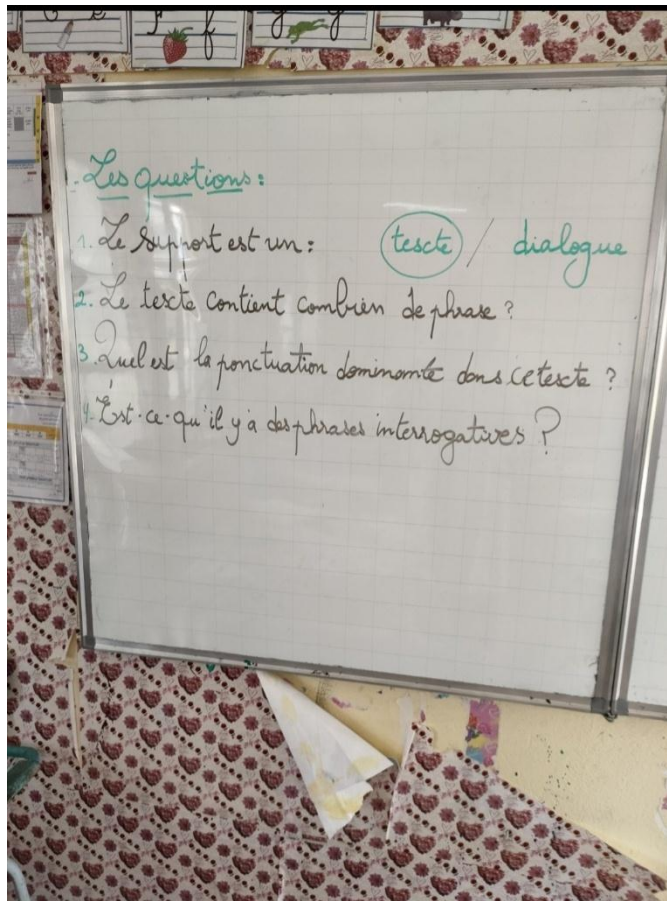 F f
- Les questions :
1. Le support est un : texte / dialogue
2. Le texte contient combien de phrase ?
3. Quel est la ponctuation dominante dans ce texte ?
4. Est-ce-qu'il y a des phrases interrogatives ?